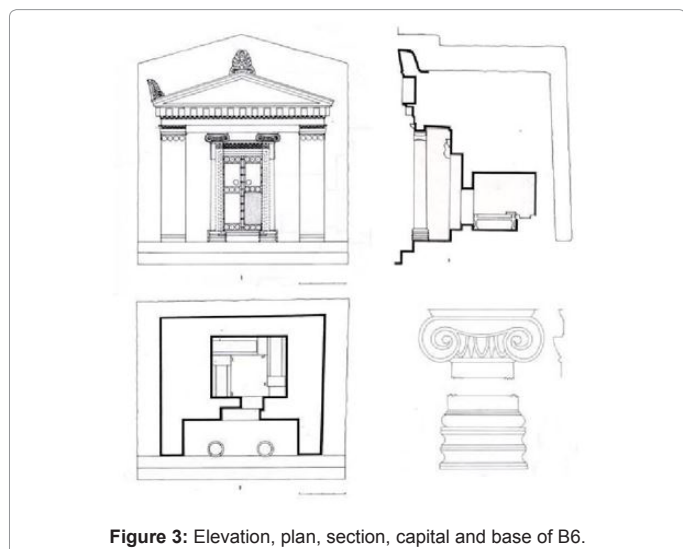 Figure 3: Elevation, plan, section, capital and base of B6.